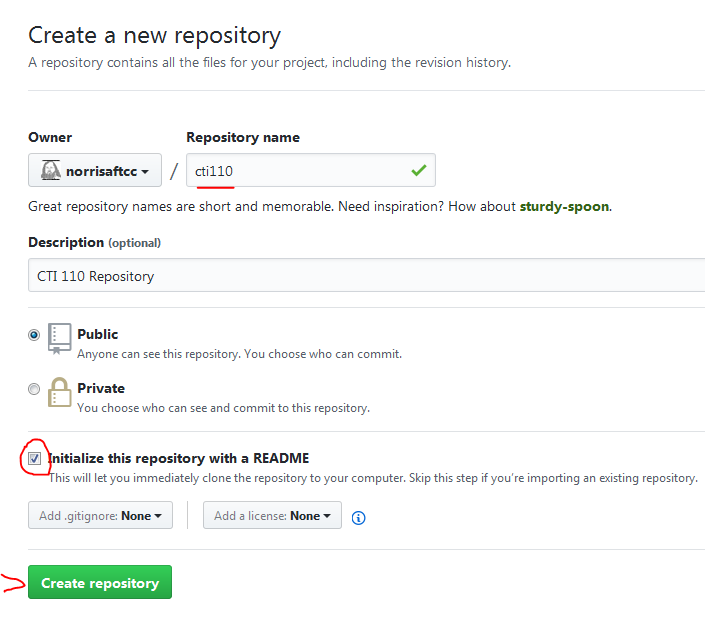 Create a new repository
A repository contains all the files for your project, including the revision history.
Owner
Repository name
norrisaftcc
/
cti110
Great repository names are short and memorable. Need inspiration? How about sturdy-spoon.
Description (optional)
CTI 110 Repository
Public
Anyone can see this repository. You choose who can commit.
Private
You choose who can see and commit to this repository.
Initialize this repository with a README
This will let you immediately clone the repository to your computer. Skip this step if you’re importing an existing repository.
Add .gitignore: None
Add a license: None
Create repository